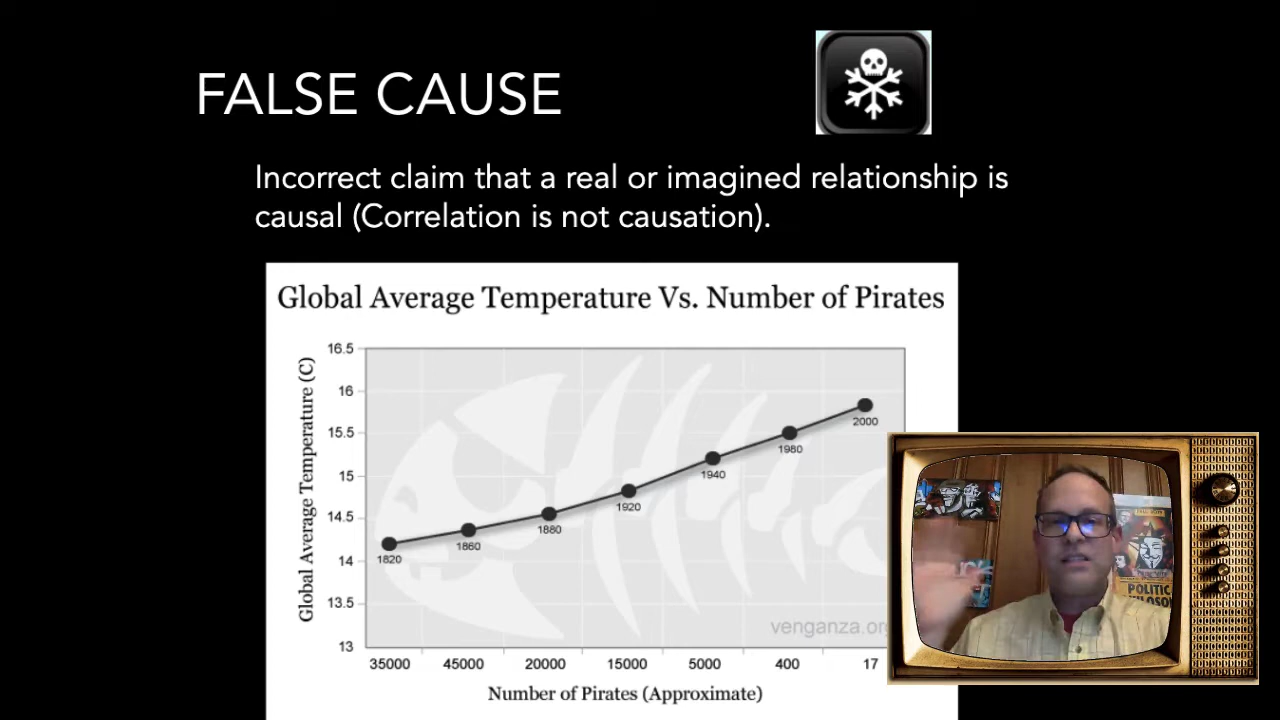 FALSE CAUSE
Incorrect claim that a real or imagined relationship is
causal (Correlation is not causation).
Global Average Temperature Vs. Number of Pirates
Global Average Temperature (C)
16.5
16
15.5
15
14.5
14
13.5
13
1820
1860
1880
1920
1940
1980
2000
venganza.or
35000 45000 20000 15000 5000 400 17
Number of Pirates (Approximate)
POLITIC